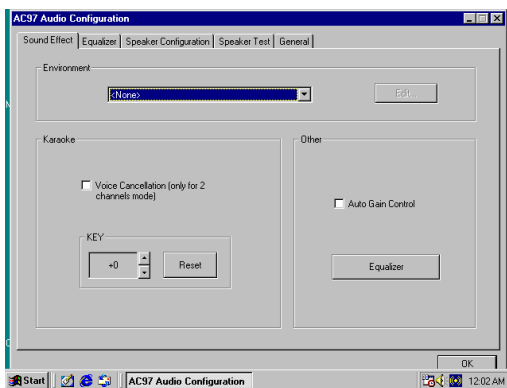 AC97 Audio Configuration
Sound Effect Equalizer Speaker Configuration Speaker Test General
Environment
<None>
Edit...
Karaoke
Voice Cancellation (only for 2
channels mode)
KEY
+0
Reset
Other
Auto Gain Control
Equalizer
OK
Start
AC97 Audio Configuration
12:02 AM